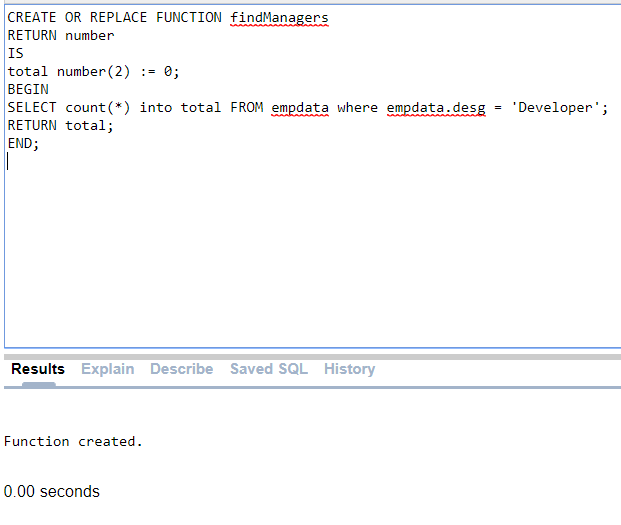 CREATE OR REPLACE FUNCTION findManagers
RETURN number
IS
total number(2) := 0;
BEGIN
SELECT count(*) into total FROM empdata where empdata.desg = 'Developer';
RETURN total;
END;
Results Explain Describe Saved SQL History
Function created.
0.00 seconds